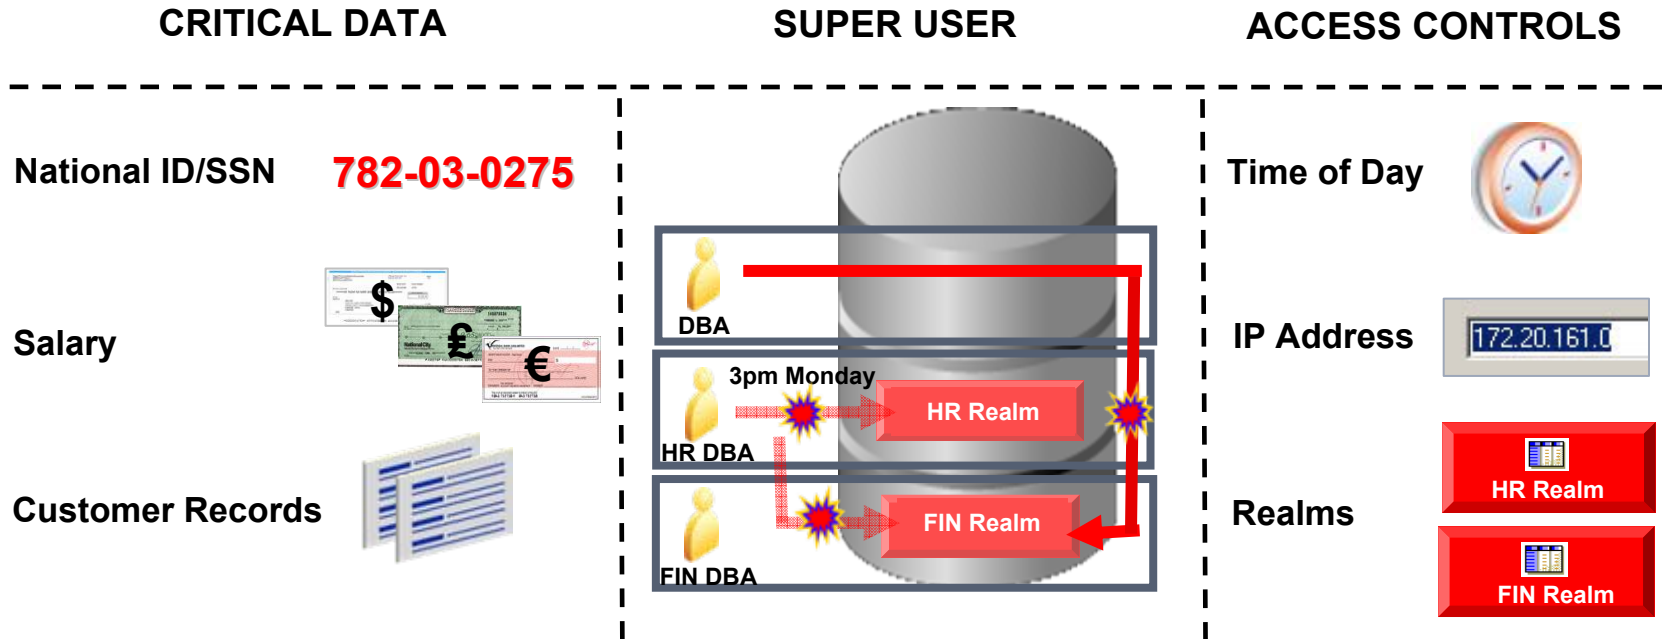 CRITICAL DATA
SUPER USER
ACCESS CONTROLS
National ID/SSN
782-03-0275
Salary
$
£
€
Customer Records
DBA
3pm Monday
HR DBA
HR Realm
FIN DBA
FIN Realm
Time of Day
IP Address
172.20.161.0
Realms
HR Realm
FIN Realm